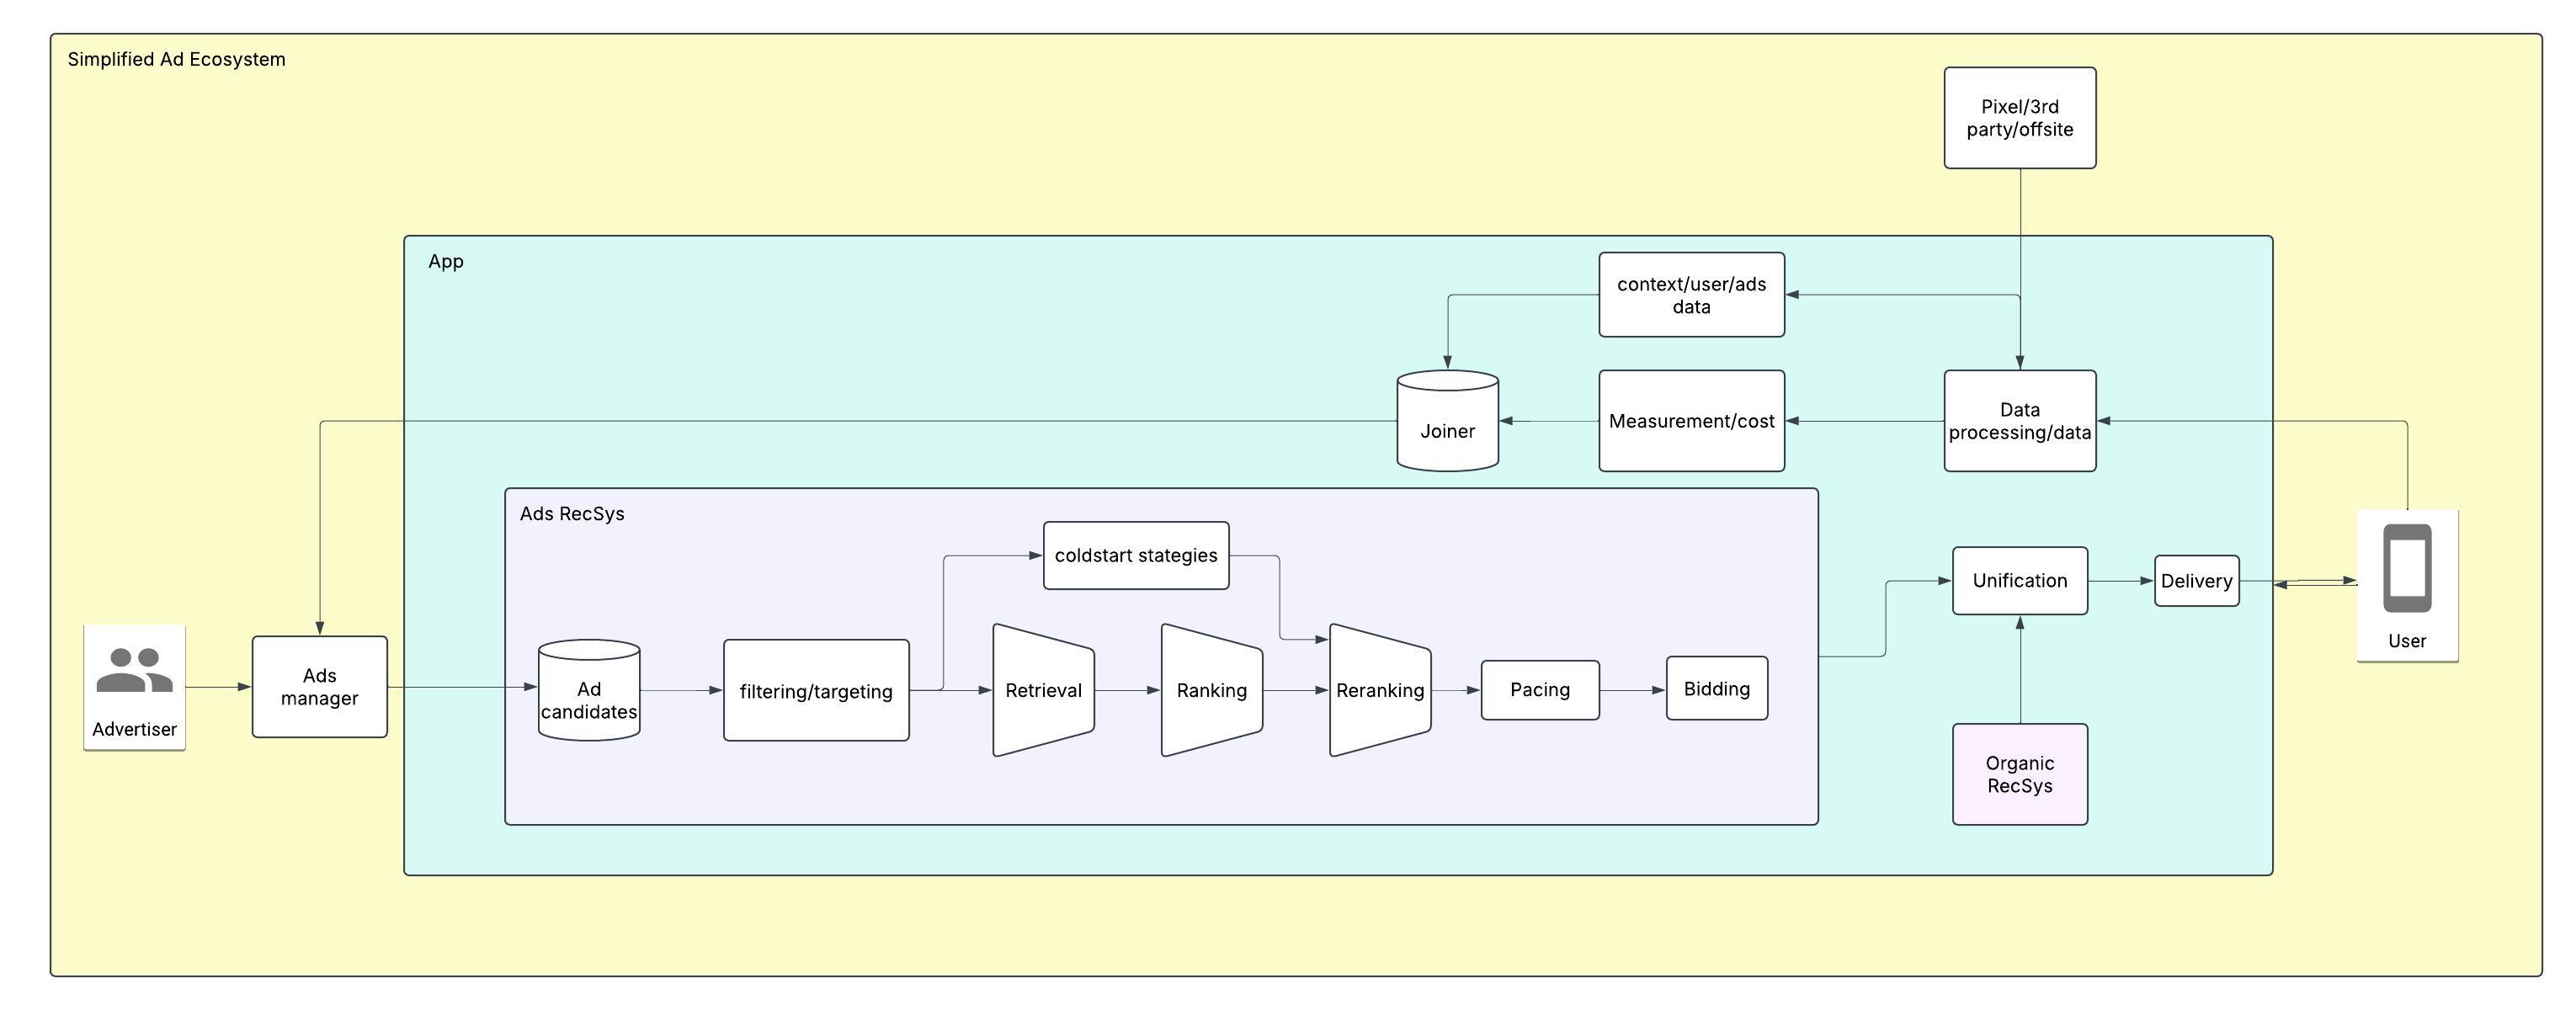 Simplified Ad Ecosystem
Pixel/3rd
party/offsite
App
context/user/ads
data
Joiner
Measurement/cost
Data
processing/data
Ads RecSys
coldstart stategies
Unification
Delivery
User
Advertiser
Ads
manager
Ad
candidates
filtering/targeting
Retrieval
Ranking
Reranking
Pacing
Bidding
Organic
RecSys